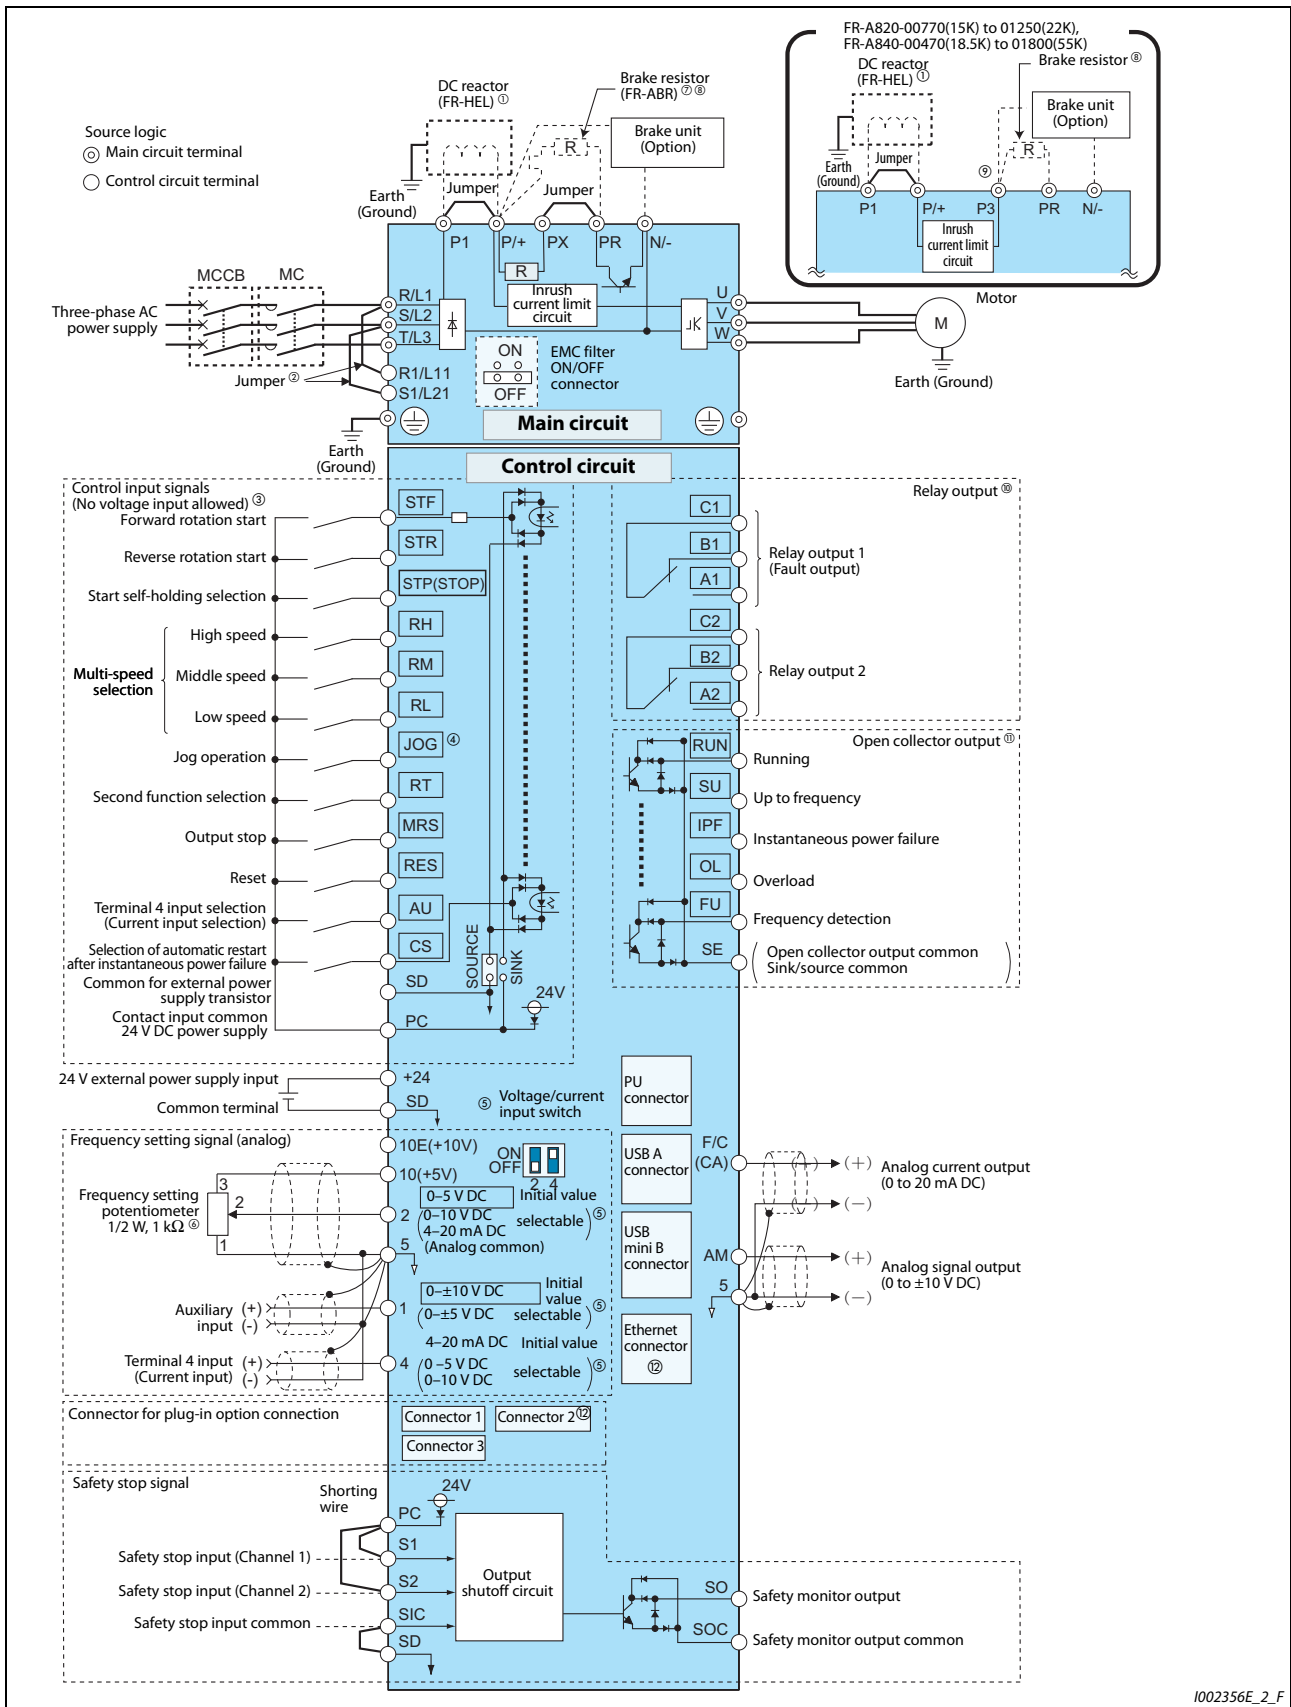 FR-A820-00770(15K) to 01250(22K),
FR-A840-00470(18.5K) to 01800(55K)
DC reactor
(FR-HEL) ①
Brake resistor ⑧
Brake unit
(Option)
R
Earth
(Ground)
Jumper
⑨
P1
P/+
P3
PR
N/-
Inrush
current limit
circuit
Source logic
Main circuit terminal
Control circuit terminal
DC reactor
(FR-HEL) ①
Brake resistor
(FR-ABR) ⑦ ⑧
Brake unit
(Option)
R
Earth
(Ground)
Jumper
Jumper
P1
P/+
PX
PR
N/-
R
Inrush
current limit
circuit
MCCB
MC
Three-phase AC
power supply
R/L1
S/L2
T/L3
R1/L11
S1/L21
Jumper ②
U
V
W
Motor
M
Earth (Ground)
ON
OFF
EMC filter
ON/OFF
connector
Earth
(Ground)
Main circuit
Control circuit
Control input signals
(No voltage input allowed) ③
Forward rotation start
STF
Reverse rotation start
STR
Start self-holding selection
STP(STOP)
Multi-speed
selection
High speed
RH
Middle speed
RM
Low speed
RL
Jog operation
JOG ④
Second function selection
RT
Output stop
MRS
Reset
RES
Terminal 4 input selection
(Current input selection)
AU
Selection of automatic restart
after instantaneous power failure
CS
Common for external power
supply transistor
SD
Contact input common
24 V DC power supply
PC
SOURCE
SINK
24V
Relay output ⑩
C1
B1
A1
Relay output 1
(Fault output)
C2
B2
A2
Relay output 2
Open collector output ⑪
RUN
Running
SU
Up to frequency
IPF
Instantaneous power failure
OL
Overload
FU
Frequency detection
SE
Open collector output common
Sink/source common
24 V external power supply input
+24
Common terminal
SD
⑤ Voltage/current
input switch
PU
connector
Frequency setting signal (analog)
10E(+10V)
ON
OFF
2 4
10(+5V)
Frequency setting
potentiometer
1/2 W, 1 kΩ ⑥
3
2
1
2
0–5 V DC Initial value
0–10 V DC
4–20 mA DC
selectable ⑤
5
(Analog common)
Auxiliary
input
(+)
(-)
1
0–±10 V DC
Initial
value
0–±5 V DC selectable ⑤
Terminal 4 input
(Current input)
(+)
(-)
4
4–20 mA DC Initial value
0 –5 V DC
0–10 V DC
selectable ⑤
USB A
connector
USB
mini B
connector
Ethernet
connector
⑫
F/C
(CA)
(+)
(+)
(-)
(-)
Analog current output
(0 to 20 mA DC)
AM
(+)
5
(-)
Analog signal output
(0 to ±10 V DC)
Connector for plug-in option connection
Connector 1
Connector 2 ⑫
Connector 3
Safety stop signal
Shorting
wire
24V
PC
Safety stop input (Channel 1)
S1
Safety stop input (Channel 2)
S2
Safety stop input common
SIC
SD
Output
shutoff circuit
SO
Safety monitor output
SOC
Safety monitor output common
I002356E_2_F